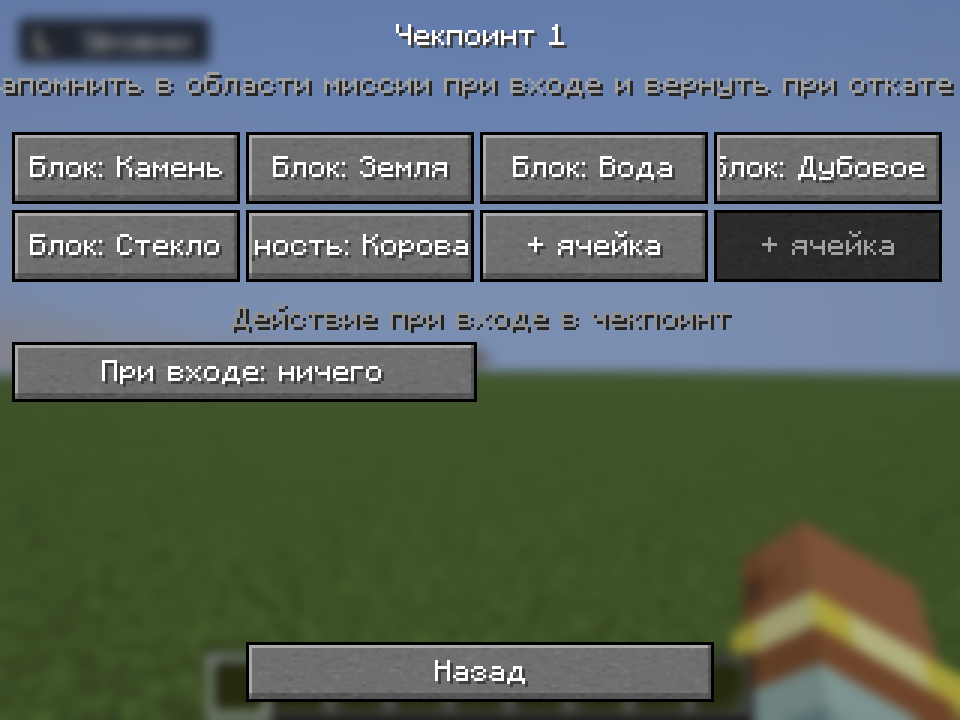 Чекпоинт 1
апомнить в области миссии при входе и вернуть при откате
Блок: Камень
Блок: Земля
Блок: Вода
блок: Дубовое
Блок: Стекло
ность: Корова
+ ячейка
+ ячейка
Действие при входе в чекпоинт
При входе: ничего
Назад